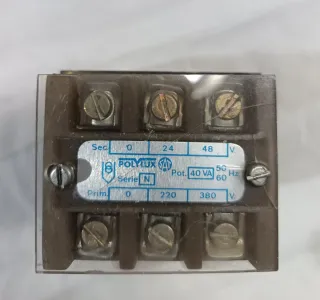 Sec. 0 24 48 V
POLYLUX
Serie N Pot. 40 VA 50 60 Hz
Prim. 0 230 380 V